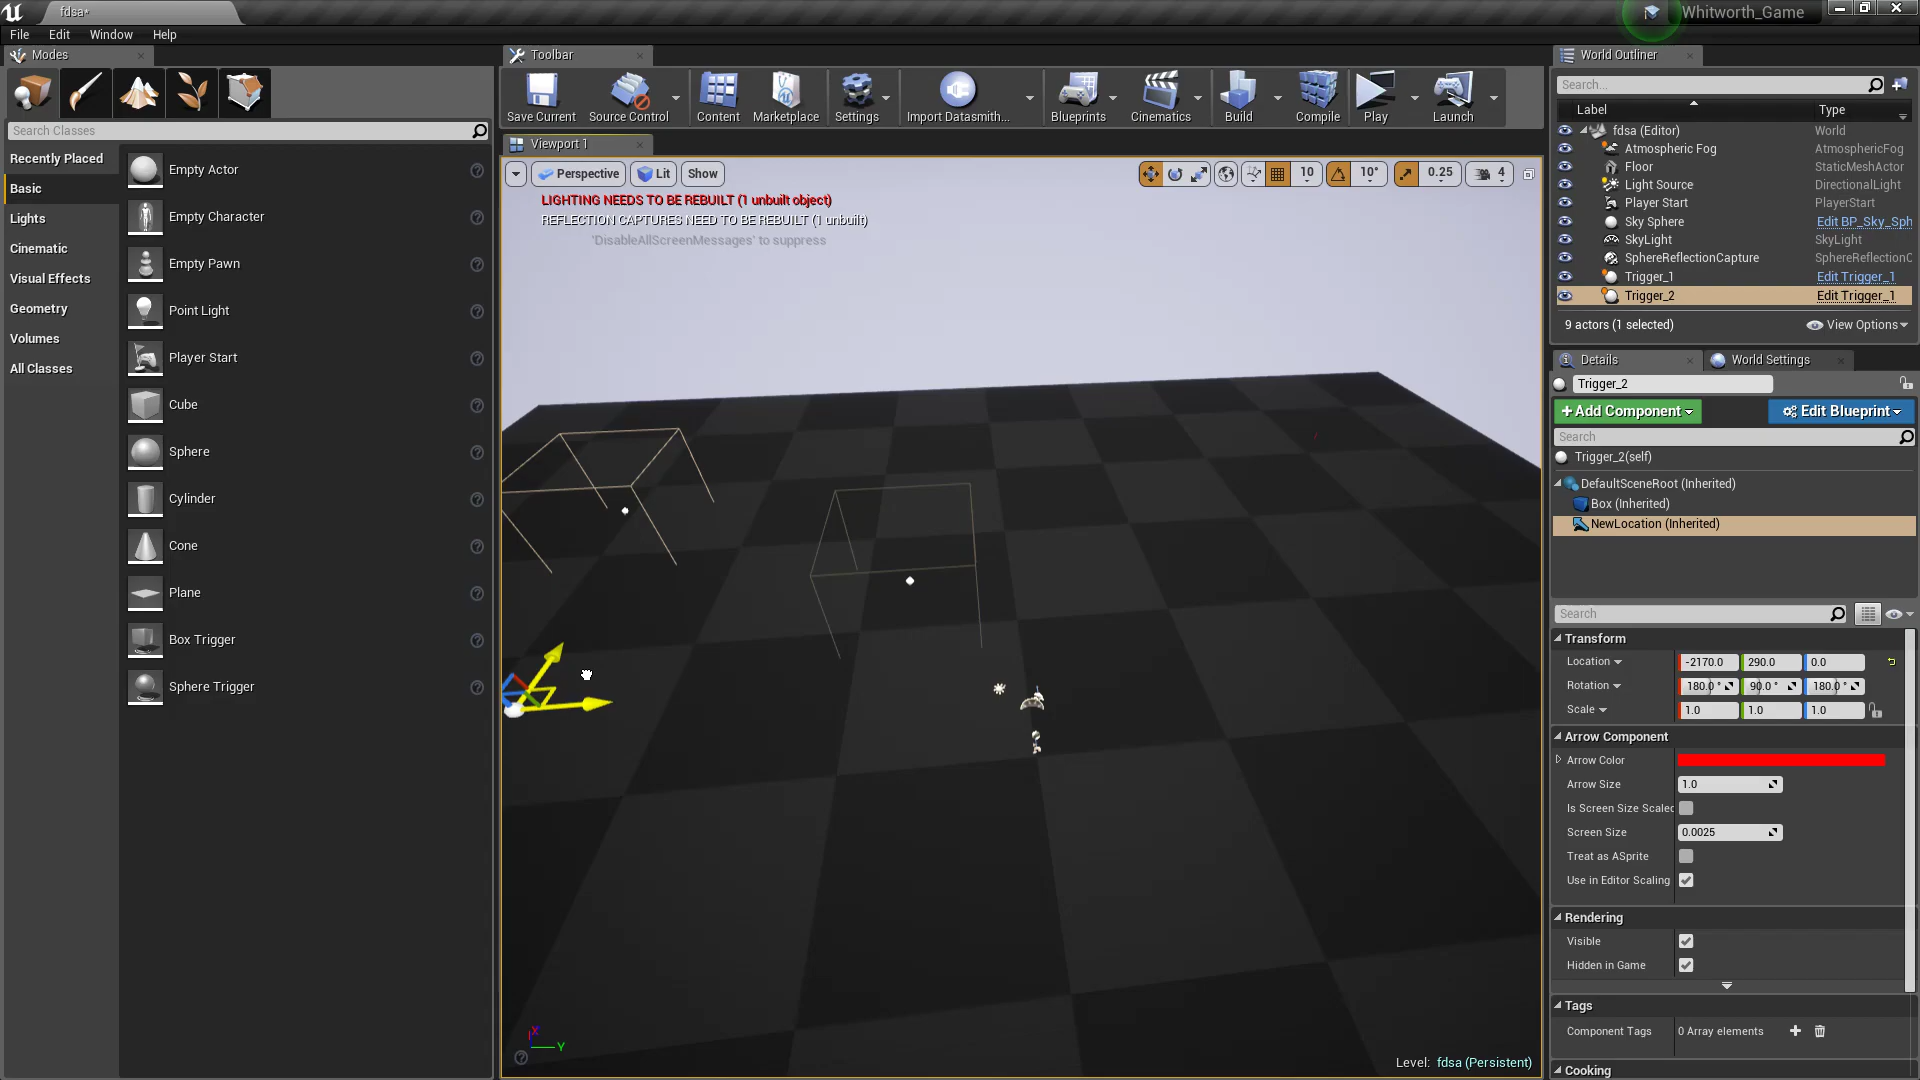 fdsa*
Whitworth_Game
File Edit Window Help
Modes
Search Classes
Recently Placed
Basic
Lights
Cinematic
Visual Effects
Geometry
Volumes
All Classes
Empty Actor
Empty Character
Empty Pawn
Point Light
Player Start
Cube
Sphere
Cylinder
Cone
Plane
Box Trigger
Sphere Trigger
Toolbar
Save Current Source Control Content Marketplace Settings Import Datasmith... Blueprints Cinematics Build Compile Play Launch
Viewport 1
Perspective Lit Show 10 10° 0.25 4
LIGHTING NEEDS TO BE REBUILT (1 unbuilt object)
REFLECTION CAPTURES NEED TO BE REBUILT (1 unbuilt)
'DisableAllScreenMessages' to suppress
X
Y
Level: fdsa (Persistent)
World Outliner
Search...
Label Type
fdsa (Editor) World
Atmospheric Fog AtmosphericFog
Floor StaticMeshActor
Light Source DirectionalLight
Player Start PlayerStart
Sky Sphere Edit BP_Sky_Sph
SkyLight SkyLight
SphereReflectionCapture SphereReflectionC
Trigger_1 Edit Trigger_1
Trigger_2 Edit Trigger_1
9 actors (1 selected) View Options
Details World Settings
Trigger_2
+Add Component Edit Blueprint
Search
Trigger_2(self)
DefaultSceneRoot (Inherited)
Box (Inherited)
NewLocation (Inherited)
Search
Transform
Location -2170.0 290.0 0.0
Rotation 180.0° 90.0° 180.0°
Scale 1.0 1.0 1.0
Arrow Component
Arrow Color
Arrow Size 1.0
Is Screen Size Scalec
Screen Size 0.0025
Treat as ASprite
Use in Editor Scaling
Rendering
Visible
Hidden in Game
Tags
Component Tags 0 Array elements
Cooking